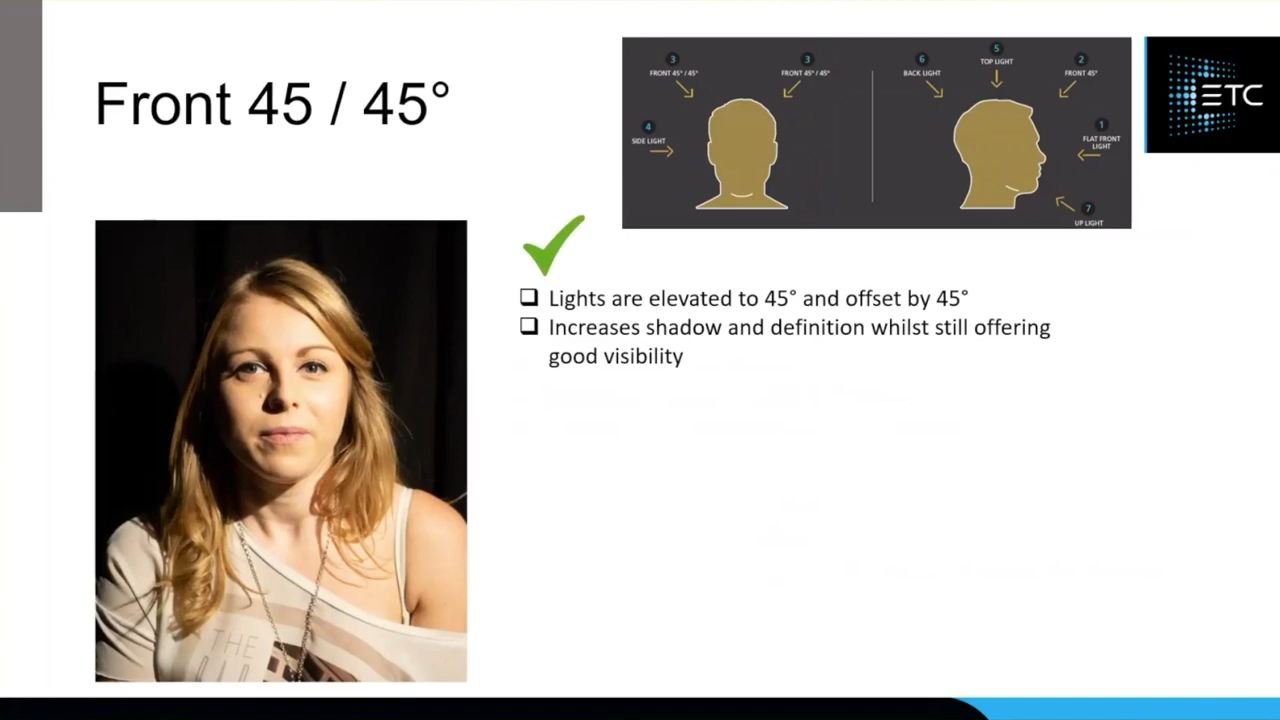 Front 45 / 45°
3
FRONT 45° / 45°
3
FRONT 45° / 45°
4
SIDE LIGHT
6
BACK LIGHT
5
TOP LIGHT
2
FRONT 45°
1
FLAT FRONT
LIGHT
7
UP LIGHT
ETC
Lights are elevated to 45° and offset by 45°
Increases shadow and definition whilst still offering
good visibility
THE